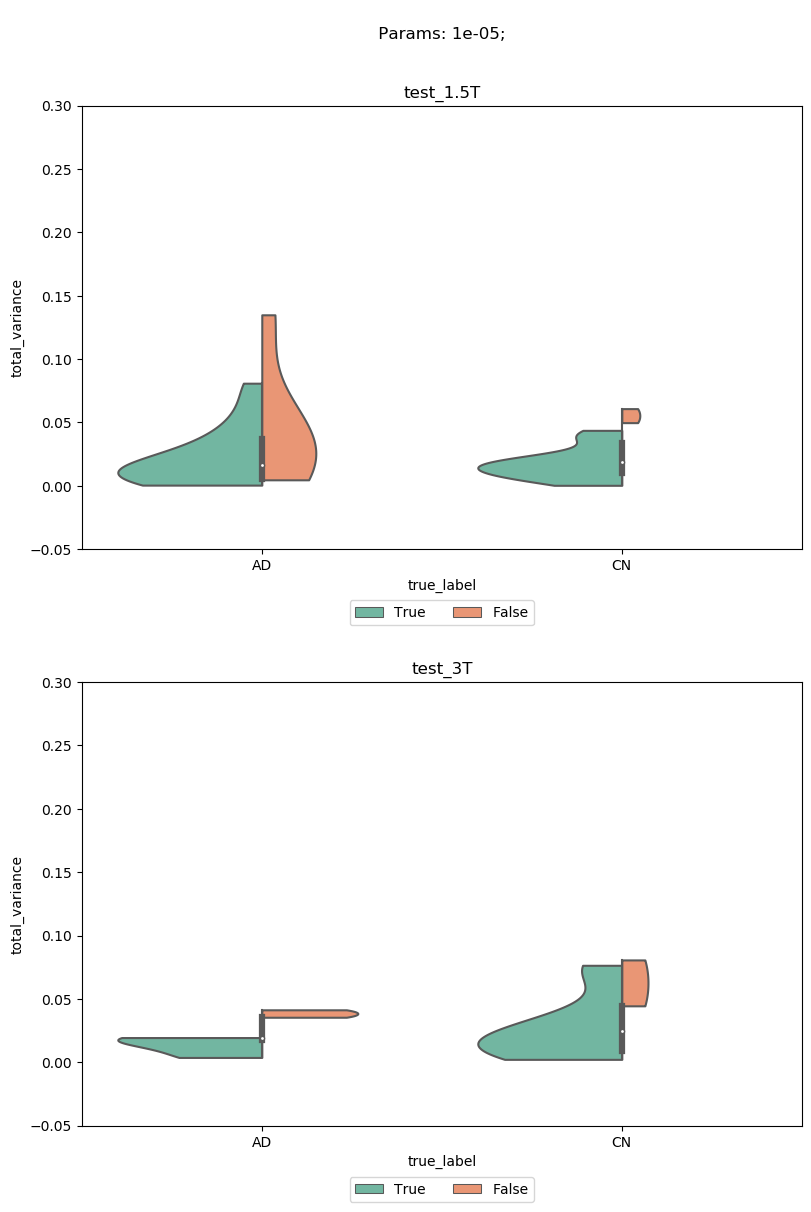 Params: 1e-05;
test_1.5T
0.30
0.25
0.20
0.15
0.10
0.05
0.00
−0.05
total_variance
AD CN
true_label
True False
test_3T
0.30
0.25
0.20
0.15
0.10
0.05
0.00
−0.05
total_variance
AD CN
true_label
True False